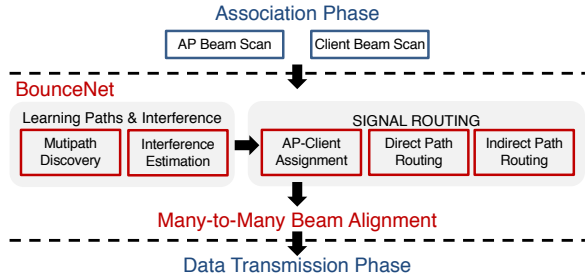 Association Phase
AP Beam Scan
Client Beam Scan
BounceNet
Learning Paths & Interference
SIGNAL ROUTING
Mutipath
Discovery
Interference
Estimation
AP-Client
Assignment
Direct Path
Routing
Indirect Path
Routing
Many-to-Many Beam Alignment
Data Transmission Phase